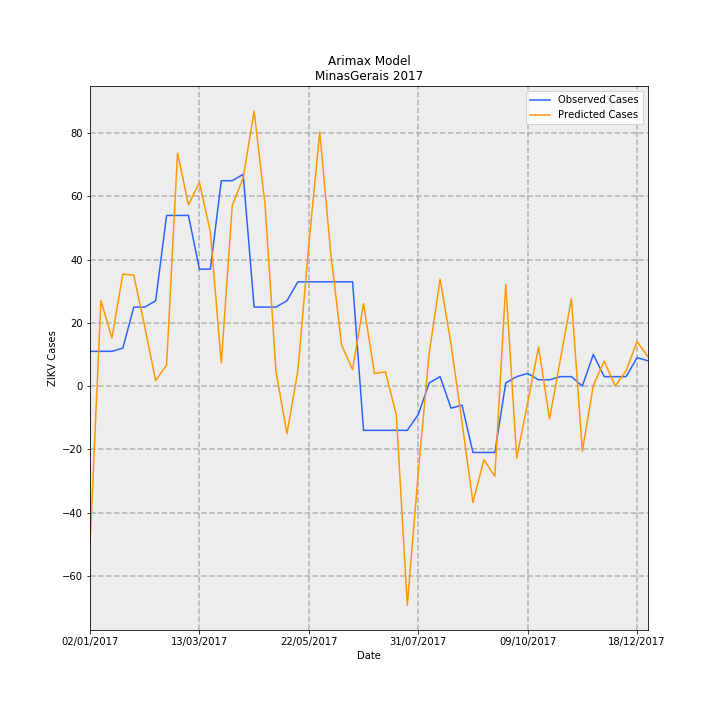 Arimax Model
MinasGerais 2017
Observed Cases
Predicted Cases
ZIKV Cases
80
60
40
20
0
−20
−40
−60
02/01/2017
13/03/2017
22/05/2017
31/07/2017
09/10/2017
18/12/2017
Date